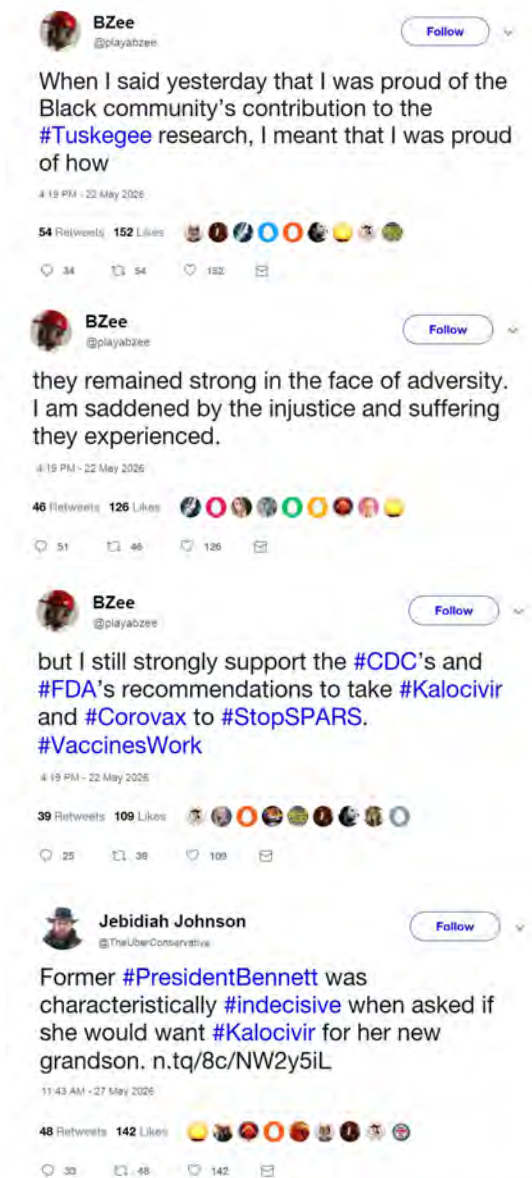 BZee
@playabzee
Follow
When I said yesterday that I was proud of the
Black community's contribution to the
#Tuskegee research, I meant that I was proud
of how
4:19 PM - 22 May 2026
54 Retweets 152 Likes
34 54 152
BZee
@playabzee
Follow
they remained strong in the face of adversity.
I am saddened by the injustice and suffering
they experienced.
4:19 PM - 22 May 2026
46 Retweets 126 Likes
51 46 126
BZee
@playabzee
Follow
but I still strongly support the #CDC's and
#FDA's recommendations to take #Kalocivir
and #Corovax to #StopSPARS.
#VaccinesWork
4:19 PM - 22 May 2026
39 Retweets 109 Likes
25 39 109
Jebidiah Johnson
@TheUberConservative
Follow
Former #PresidentBennett was
characteristically #indecisive when asked if
she would want #Kalocivir for her new
grandson. n.tq/8c/NW2y5iL
11:43 AM - 27 May 2026
48 Retweets 142 Likes
33 48 142